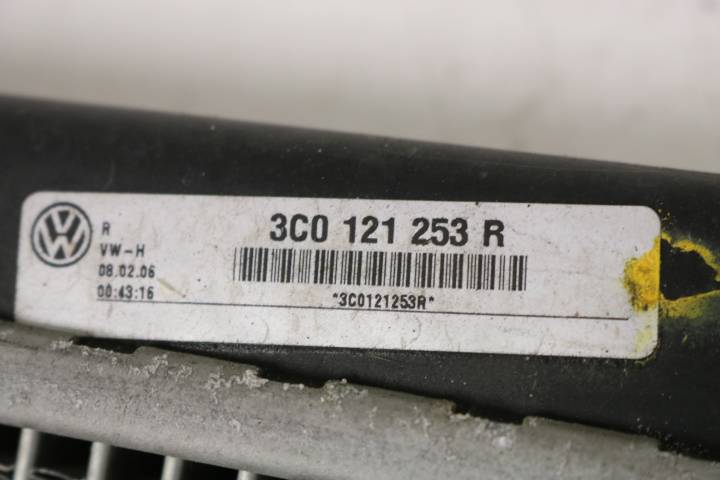 3C0 121 253 R
R
VW-H
08.02.06
00:43:16
*3C0121253R*